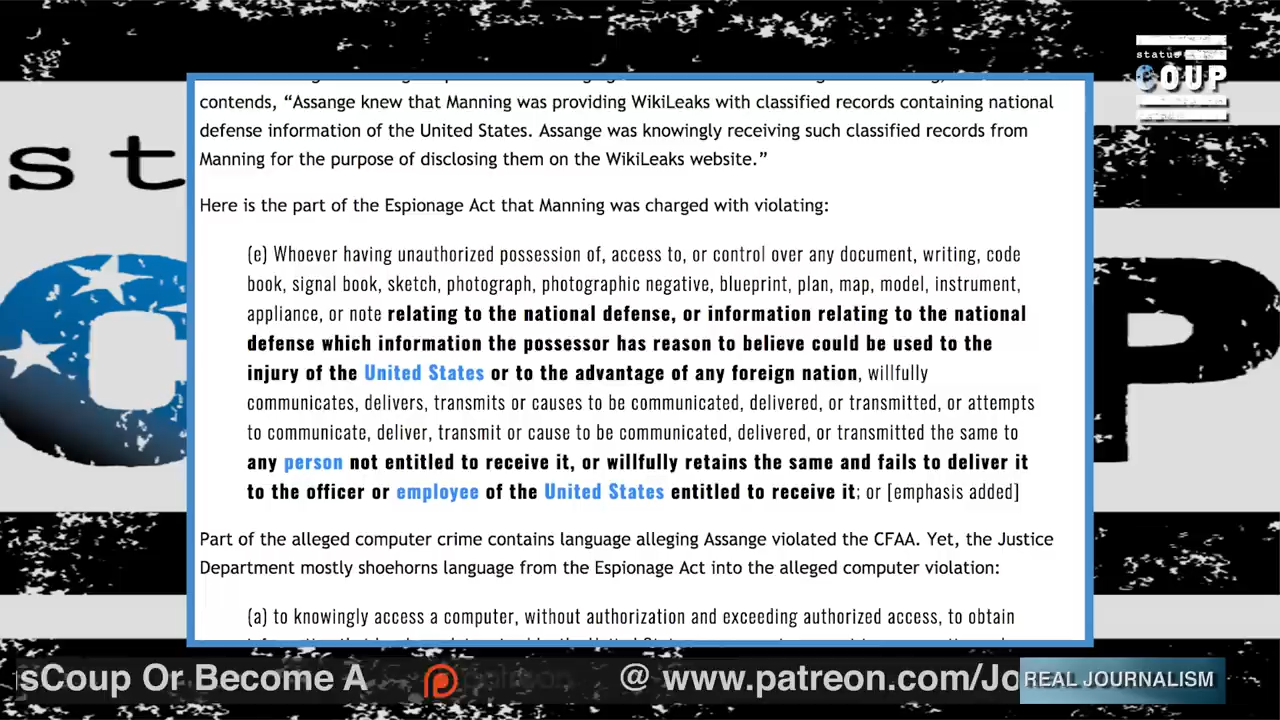 status
COUP
contends, “Assange knew that Manning was providing WikiLeaks with classified records containing national
defense information of the United States. Assange was knowingly receiving such classified records from
Manning for the purpose of disclosing them on the WikiLeaks website.”
Here is the part of the Espionage Act that Manning was charged with violating:
(e) Whoever having unauthorized possession of, access to, or control over any document, writing, code
book, signal book, sketch, photograph, photographic negative, blueprint, plan, map, model, instrument,
appliance, or note relating to the national defense, or information relating to the national
defense which information the possessor has reason to believe could be used to the
injury of the United States or to the advantage of any foreign nation, willfully
communicates, delivers, transmits or causes to be communicated, delivered, or transmitted, or attempts
to communicate, deliver, transmit or cause to be communicated, delivered, or transmitted the same to
any person not entitled to receive it, or willfully retains the same and fails to deliver it
to the officer or employee of the United States entitled to receive it; or [emphasis added]
Part of the alleged computer crime contains language alleging Assange violated the CFAA. Yet, the Justice
Department mostly shoehorns language from the Espionage Act into the alleged computer violation:
(a) to knowingly access a computer, without authorization and exceeding authorized access, to obtain
st
C
P
sCoup Or Become A patreon @ www.patreon.com/Jo
REAL JOURNALISM